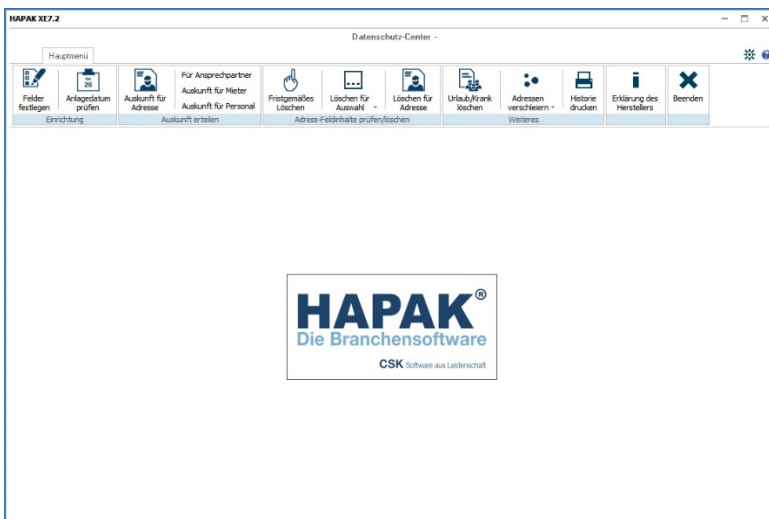 HAPAK XE7.2
Datenschutz-Center -
Hauptmenü
Felder festlegen
Anlagedatum prüfen
Auskunft für Adresse
Für Ansprechpartner
Auskunft für Mieter
Auskunft für Personal
Fristgemäßes Löschen
Löschen für Auswahl
Löschen für Adresse
Urlaub/Krank löschen
Adressen verschleiern
Historie drucken
Erklärung des Herstellers
Beenden
Einrichtung
Auskunft erteilen
Adress-Feldinhalte prüfen/löschen
Weiteres
HAPAK®
Die Branchensoftware
CSK Software aus Leidenschaft